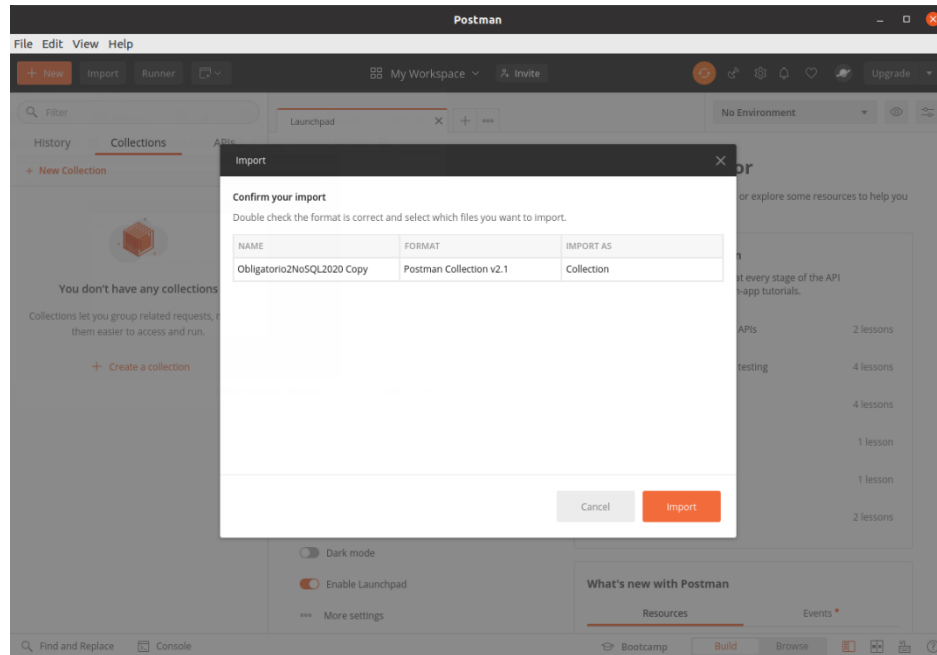 Postman
File Edit View Help
+ New Import Runner My Workspace Invite Upgrade
Filter
Launchpad
No Environment
History Collections APIs
+ New Collection
Import
or
Confirm your import
or explore some resources to help you
Double check the format is correct and select which files you want to import.
NAME FORMAT IMPORT AS
Obligatorio2NoSQL2020 Copy Postman Collection v2.1 Collection
at every stage of the API
-app tutorials.
You don't have any collections
Collections let you group related requests,
them easier to access and run.
APIs 2 lessons
+ Create a collection
testing 4 lessons
4 lessons
1 lesson
1 lesson
Cancel Import
2 lessons
Dark mode
Enable Launchpad
What's new with Postman
More settings
Resources Events
Find and Replace Console Bootcamp Build Browse